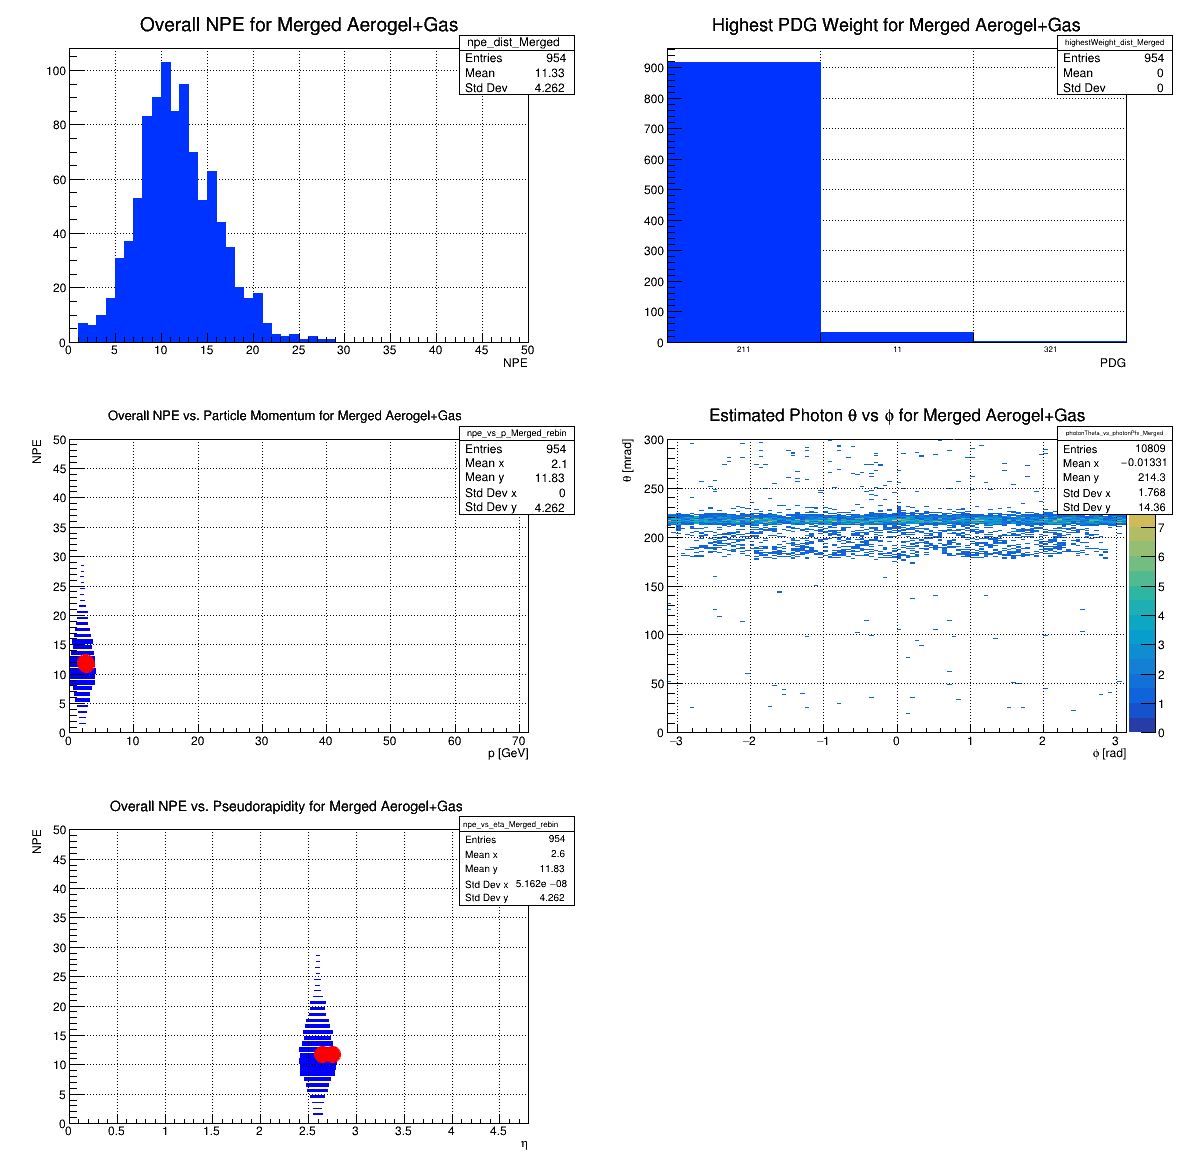 Overall NPE for Merged Aerogel+Gas
npe_dist_Merged
Entries 954
Mean 11.33
Std Dev 4.262
100
80
60
40
20
0
0 5 10 15 20 25 30 35 40 45 50
NPE
Highest PDG Weight for Merged Aerogel+Gas
highestWeight_dist_Merged
Entries 954
Mean 0
Std Dev 0
900
800
700
600
500
400
300
200
100
0
211 11 321
PDG
Overall NPE vs. Particle Momentum for Merged Aerogel+Gas
npe_vs_p_Merged_rebin
Entries 954
Mean x 2.1
Mean y 11.83
Std Dev x 0
Std Dev y 4.262
NPE
50
45
40
35
30
25
20
15
10
5
0
0 10 20 30 40 50 60 70
p [GeV]
Estimated Photon θ vs ϕ for Merged Aerogel+Gas
photonTheta_vs_photonPhi_Merged
Entries 10809
Mean x −0.01331
Mean y 214.3
Std Dev x 1.768
Std Dev y 14.36
θ [mrad]
300
250
200
150
100
50
0
−3 −2 −1 0 1 2 3
ϕ [rad]
7
6
5
4
3
2
1
0
Overall NPE vs. Pseudorapidity for Merged Aerogel+Gas
npe_vs_eta_Merged_rebin
Entries 954
Mean x 2.6
Mean y 11.83
Std Dev x 5.162e −08
Std Dev y 4.262
NPE
50
45
40
35
30
25
20
15
10
5
0
0 0.5 1 1.5 2 2.5 3 3.5 4 4.5
η